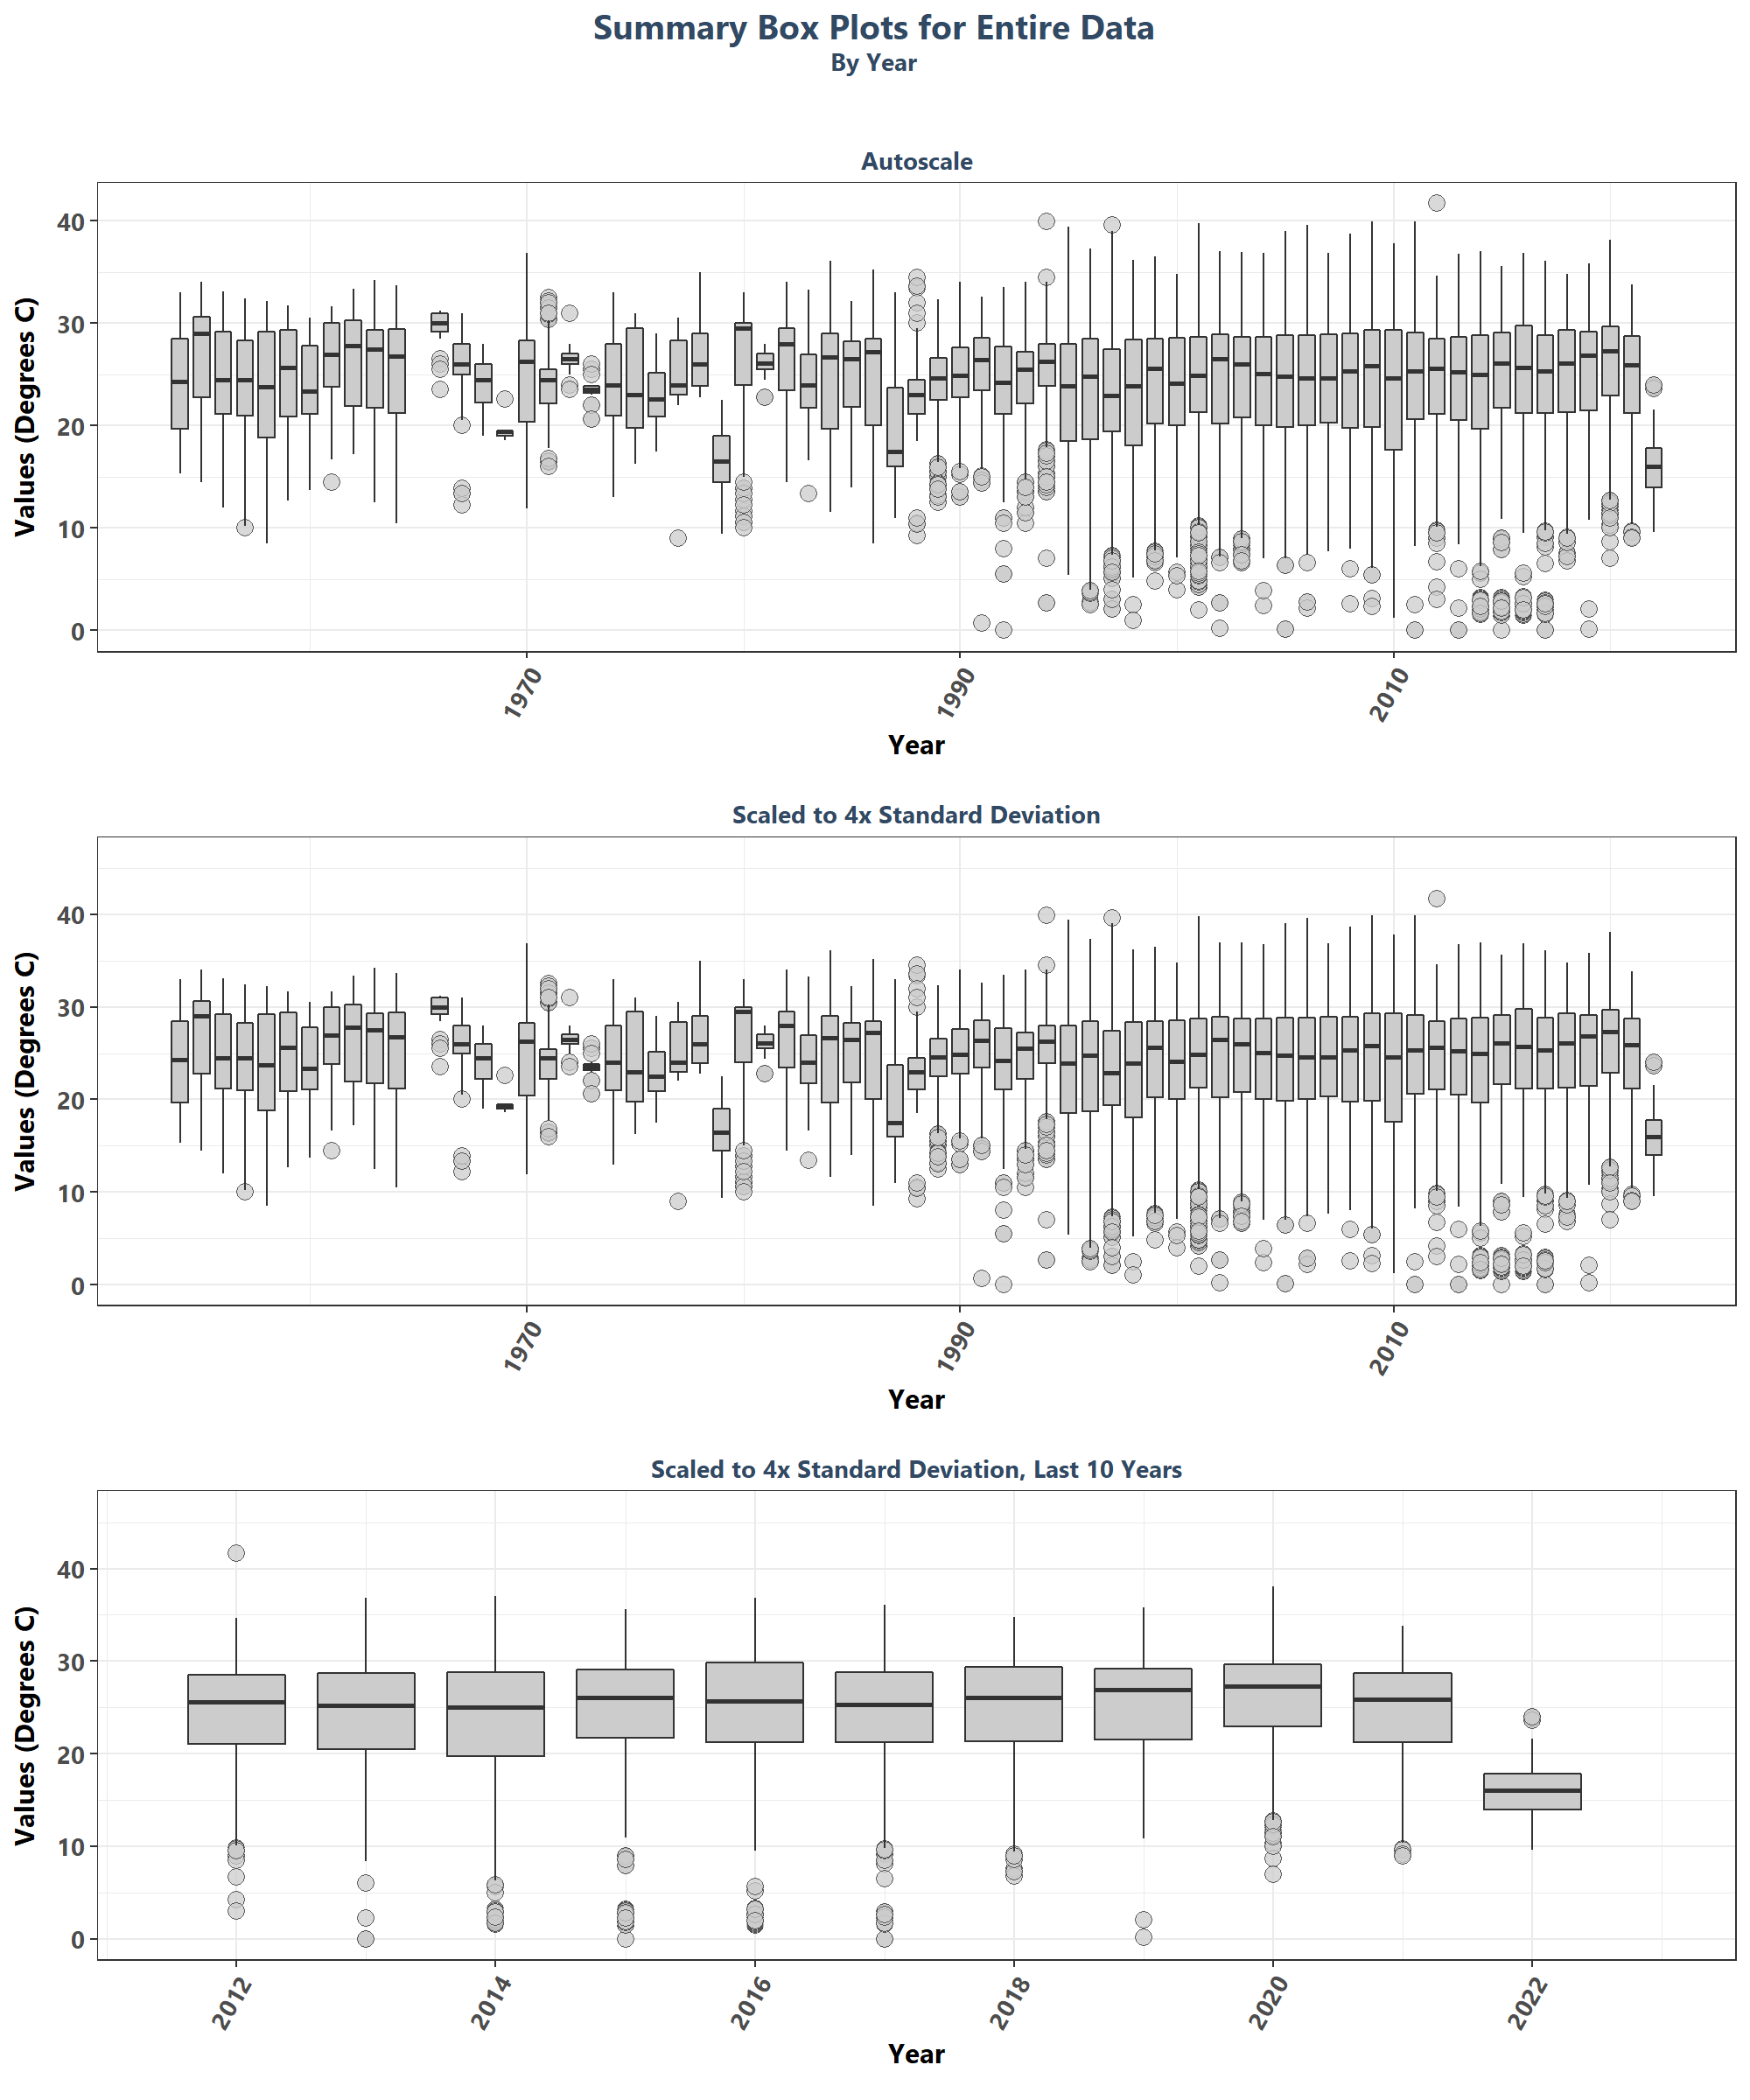 Summary Box Plots for Entire Data
By Year
Autoscale
Values (Degrees C)
40
30
20
10
0
1970
1990
2010
Year
Scaled to 4x Standard Deviation
Values (Degrees C)
40
30
20
10
0
1970
1990
2010
Year
Scaled to 4x Standard Deviation, Last 10 Years
Values (Degrees C)
40
30
20
10
0
2012
2014
2016
2018
2020
2022
Year